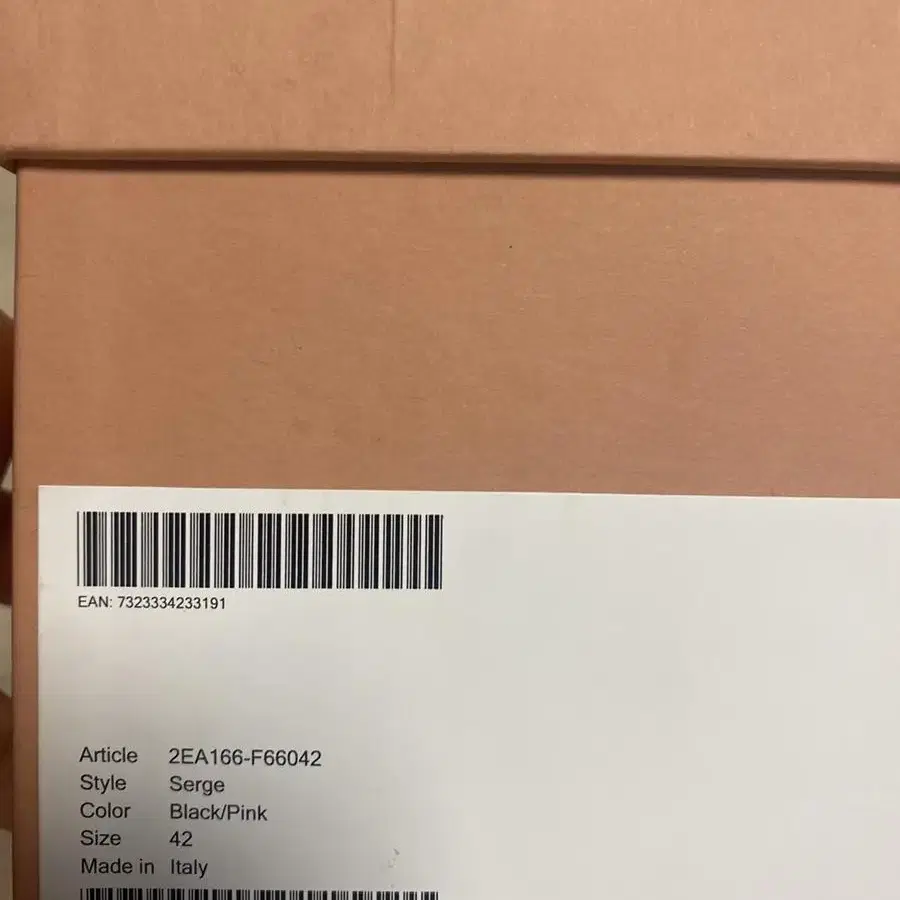 EAN: 7323334233191
Article 2EA166-F66042
Style Serge
Color Black/Pink
Size 42
Made in Italy